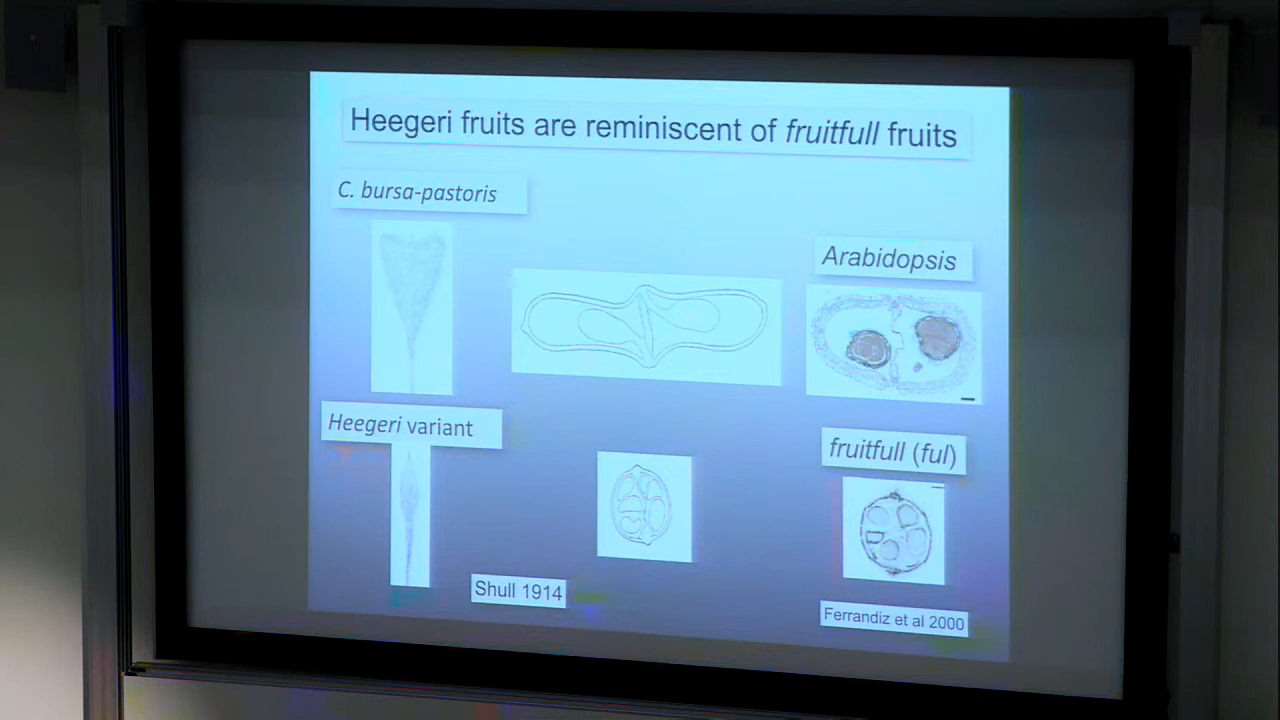 Heegeri fruits are reminiscent of fruitfull fruits
C. bursa-pastoris
Arabidopsis
Heegeri variant
fruitfull (ful)
Shull 1914
Ferrandiz et al 2000